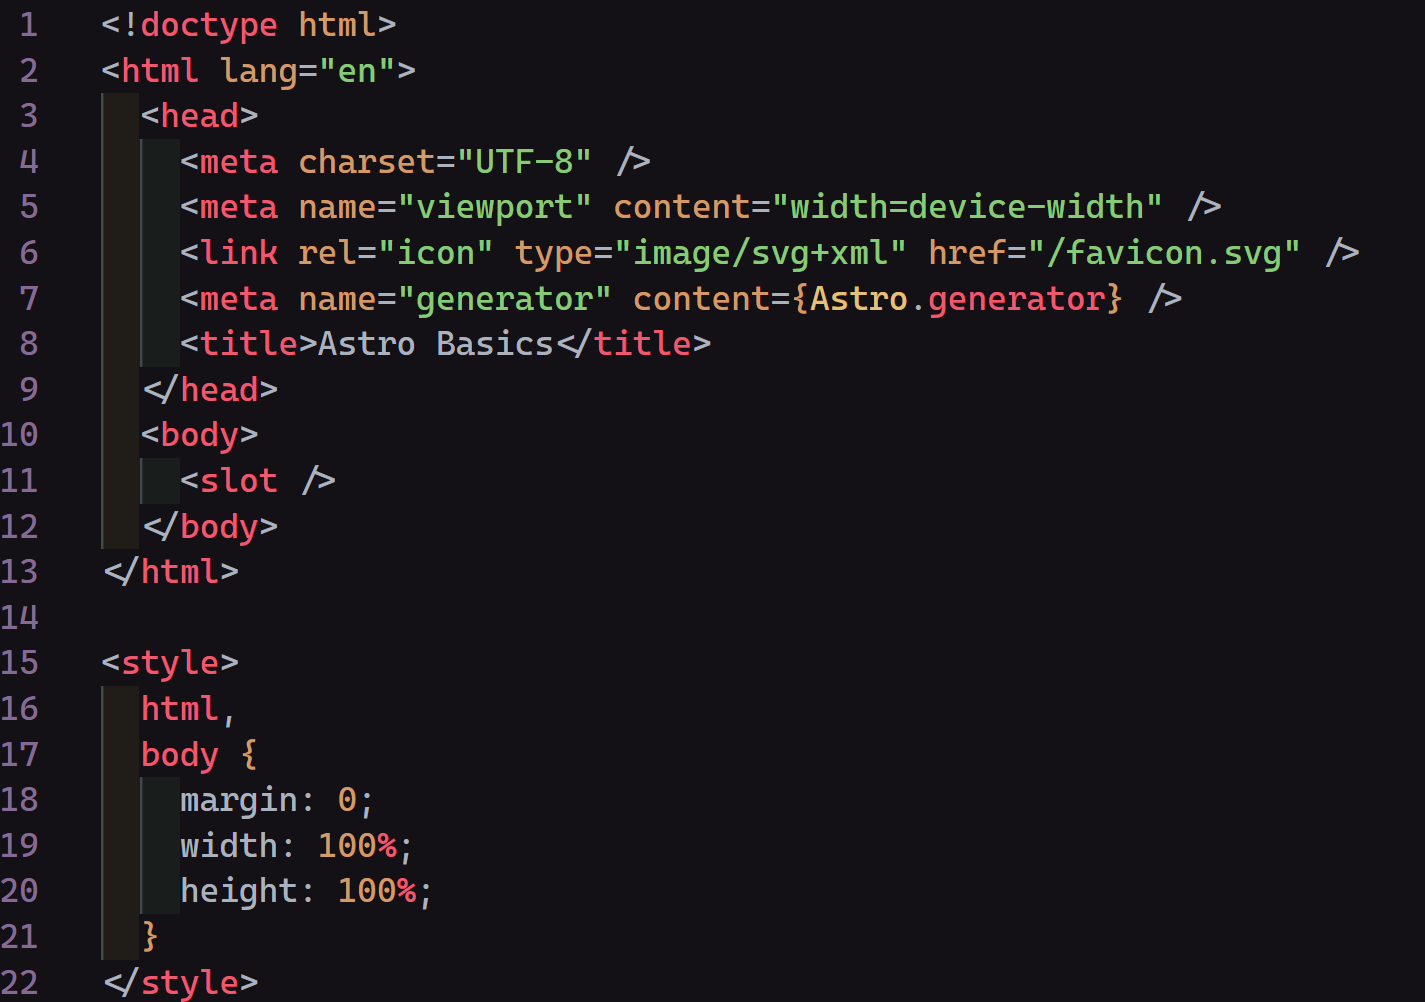 1 <!doctype html>
2 <html lang="en">
3   <head>
4     <meta charset="UTF-8" />
5     <meta name="viewport" content="width=device-width" />
6     <link rel="icon" type="image/svg+xml" href="/favicon.svg" />
7     <meta name="generator" content={Astro.generator} />
8     <title>Astro Basics</title>
9   </head>
10   <body>
11     <slot />
12   </body>
13 </html>
14
15 <style>
16   html,
17   body {
18     margin: 0;
19     width: 100%;
20     height: 100%;
21   }
22 </style>